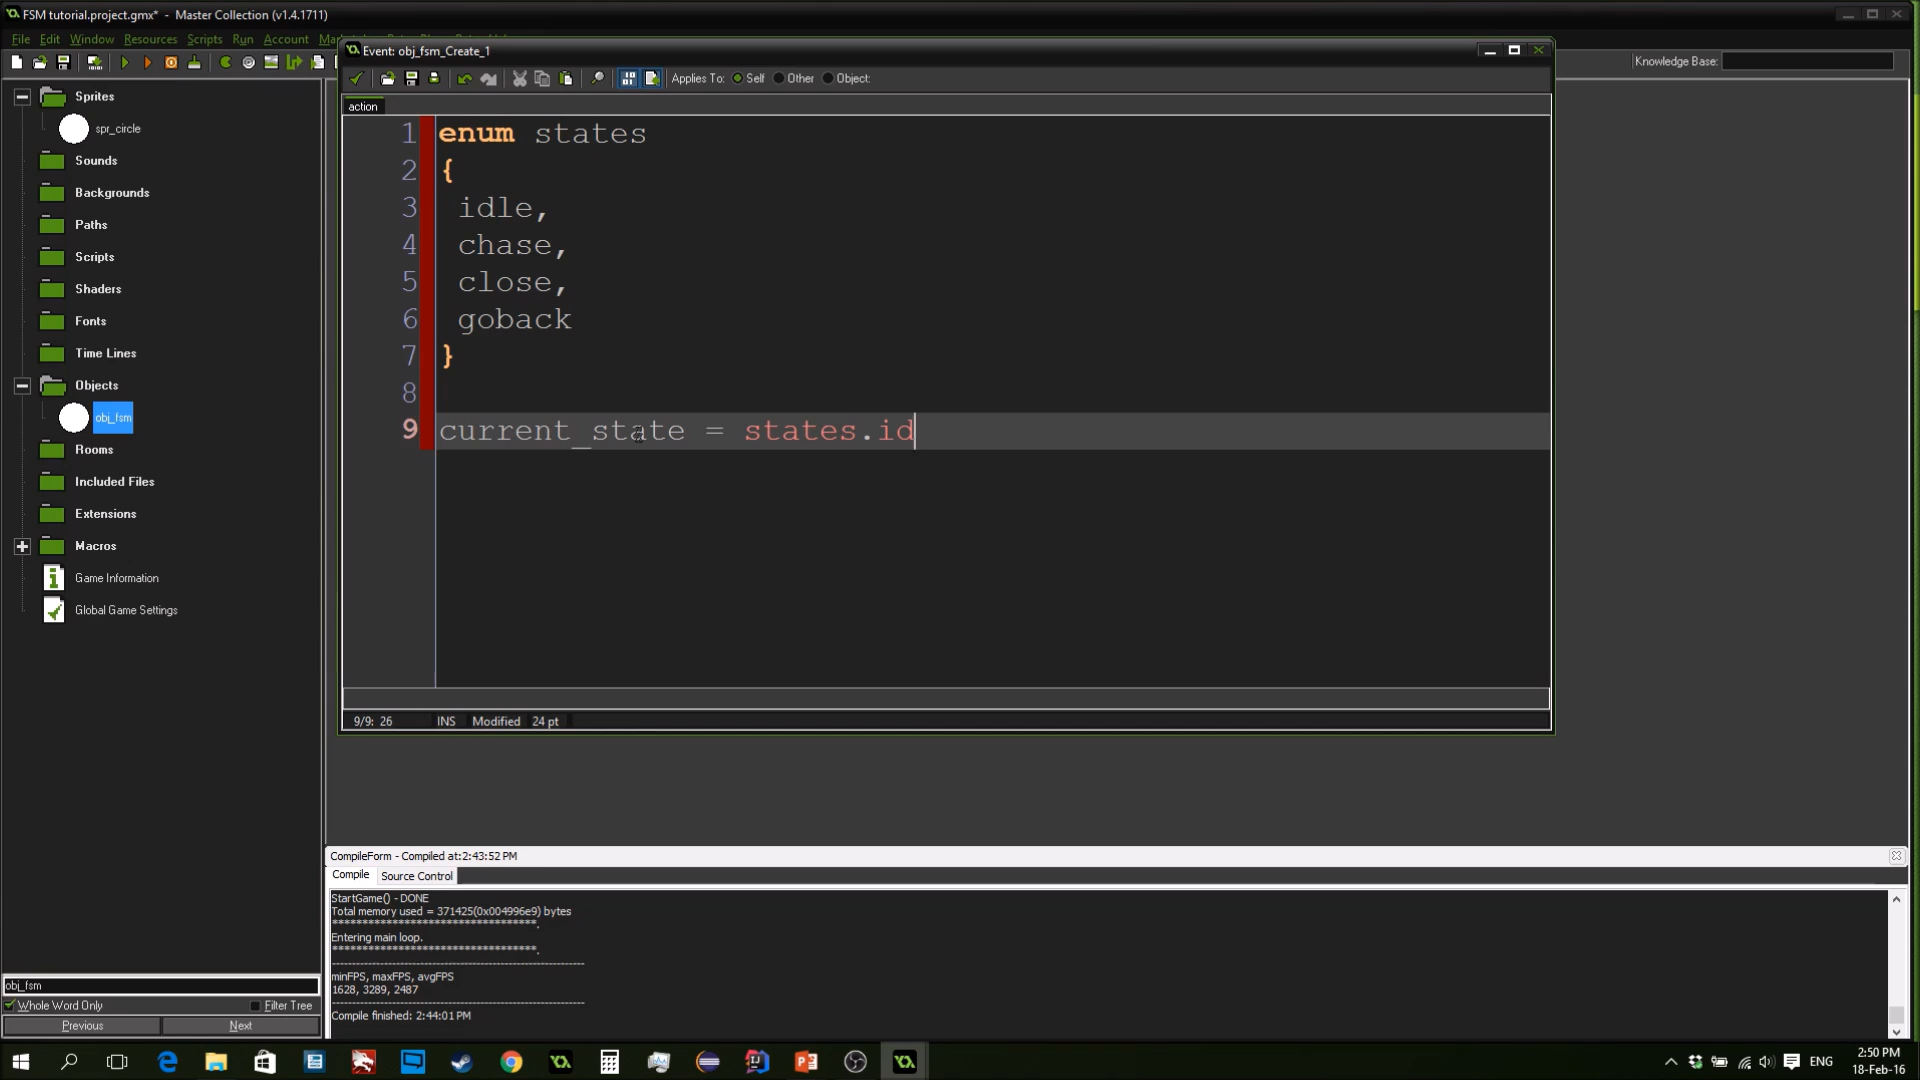 FSM tutorial.project.gmx* - Master Collection (v1.4.1711)
File Edit Window Resources Scripts Run Account
Knowledge Base:
Event: obj_fsm_Create_1
Applies To: Self Other Object:
action
1 enum states
2 {
3 idle,
4 chase,
5 close,
6 goback
7 }
8
9 current_state = states.id
9/9: 26 INS Modified 24 pt
Sprites
spr_circle
Sounds
Backgrounds
Paths
Scripts
Shaders
Fonts
Time Lines
Objects
obj_fsm
Rooms
Included Files
Extensions
Macros
Game Information
Global Game Settings
obj_fsm
Whole Word Only Filter Tree
Previous Next
CompileForm - Compiled at:2:43:52 PM
Compile Source Control
StartGame() - DONE
Total memory used = 371425(0x004996e9) bytes
Entering main loop.
minFPS, maxFPS, avgFPS
1628, 3289, 2487
Compile finished: 2:44:01 PM
ENG
2:50 PM
18-Feb-16